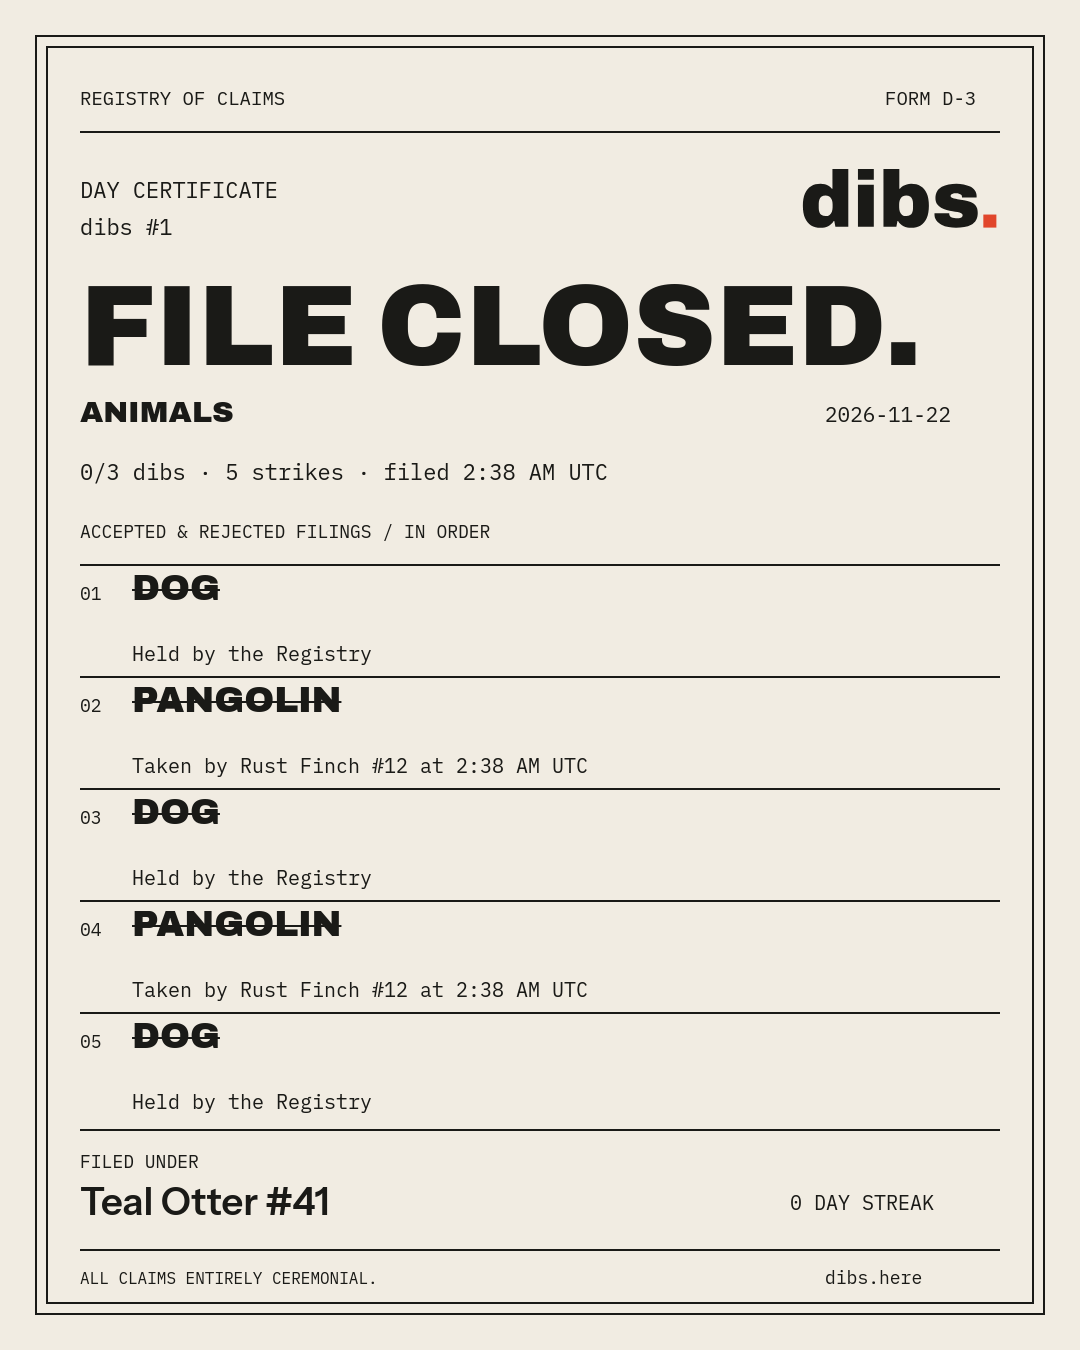 REGISTRY OF CLAIMS FORM D-3
DAY CERTIFICATE
dibs.
dibs #1
FILE CLOSED.
ANIMALS 2026-11-22
0/3 dibs · 5 strikes · filed 2:38 AM UTC
ACCEPTED & REJECTED FILINGS / IN ORDER
01 DOG
Held by the Registry
02 PANGOLIN
Taken by Rust Finch #12 at 2:38 AM UTC
03 DOG
Held by the Registry
04 PANGOLIN
Taken by Rust Finch #12 at 2:38 AM UTC
05 DOG
Held by the Registry
FILED UNDER
Teal Otter #41 0 DAY STREAK
ALL CLAIMS ENTIRELY CEREMONIAL. dibs.here